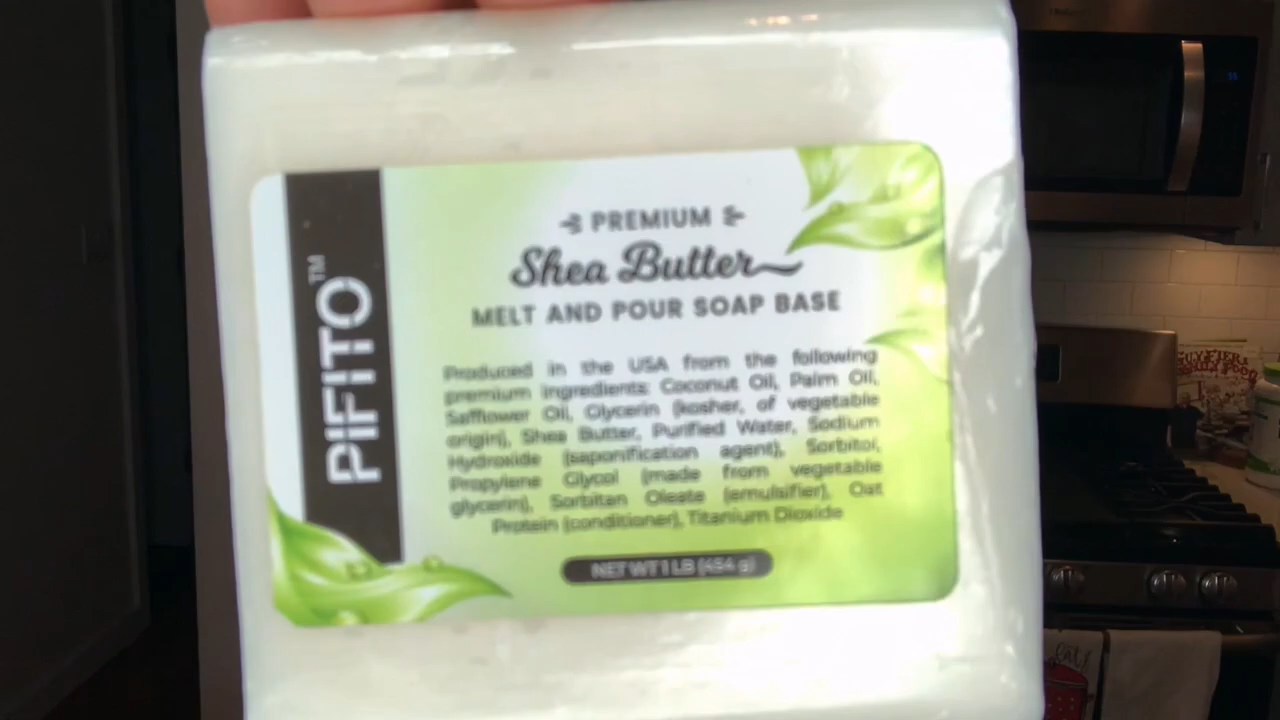 PIFITO™
PREMIUM
Shea Butter
MELT AND POUR SOAP BASE
Produced in the USA from the following
premium ingredients: Coconut Oil, Palm Oil,
Safflower Oil, Glycerin (kosher, of vegetable
origin), Shea Butter, Purified Water, Sodium
Hydroxide (saponification agent), Sorbitol,
Propylene Glycol (made from vegetable
glycerin), Sorbitan Oleate (emulsifier), Oat
Protein (conditioner), Titanium Dioxide
NET WT 1 LB (454 g)
eat